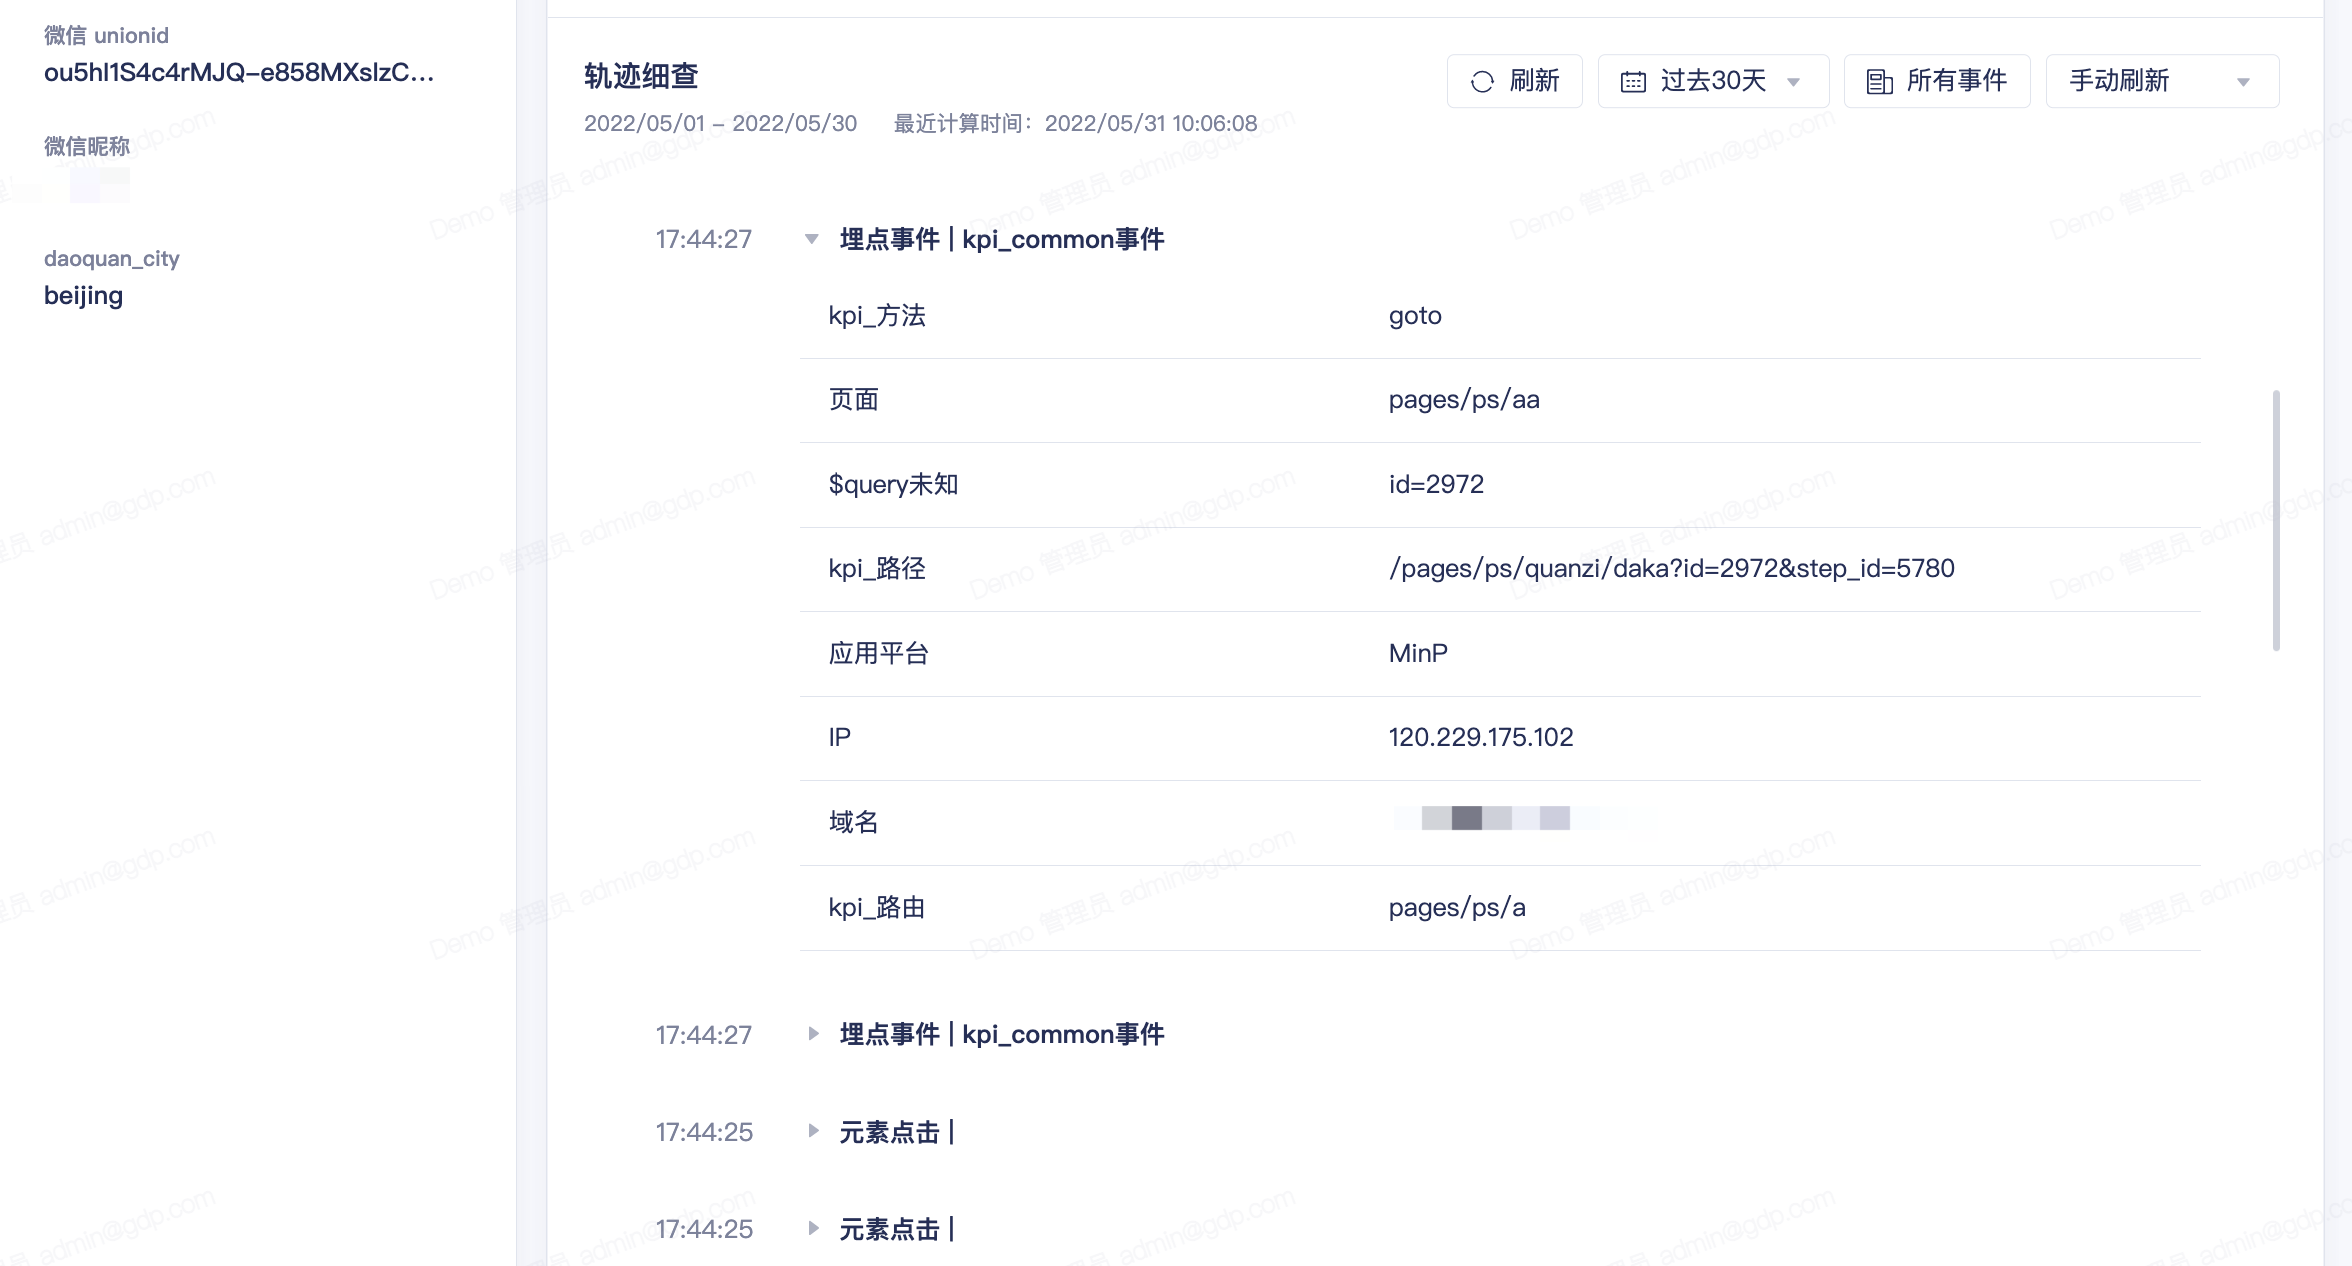 微信 unionid
ou5hl1S4c4rMJQ-e858MXslzC...
微信昵称
daoquan_city
beijing
轨迹细查
刷新
过去30天
所有事件
手动刷新
2022/05/01 - 2022/05/30 最近计算时间：2022/05/31 10:06:08
17:44:27 埋点事件 | kpi_common事件
kpi_方法 goto
页面 pages/ps/aa
$query未知 id=2972
kpi_路径 /pages/ps/quanzi/daka?id=2972&step_id=5780
应用平台 MinP
IP 120.229.175.102
域名
kpi_路由 pages/ps/a
17:44:27 埋点事件 | kpi_common事件
17:44:25 元素点击 |
17:44:25 元素点击 |
Demo 管理员 admin@gdp.com